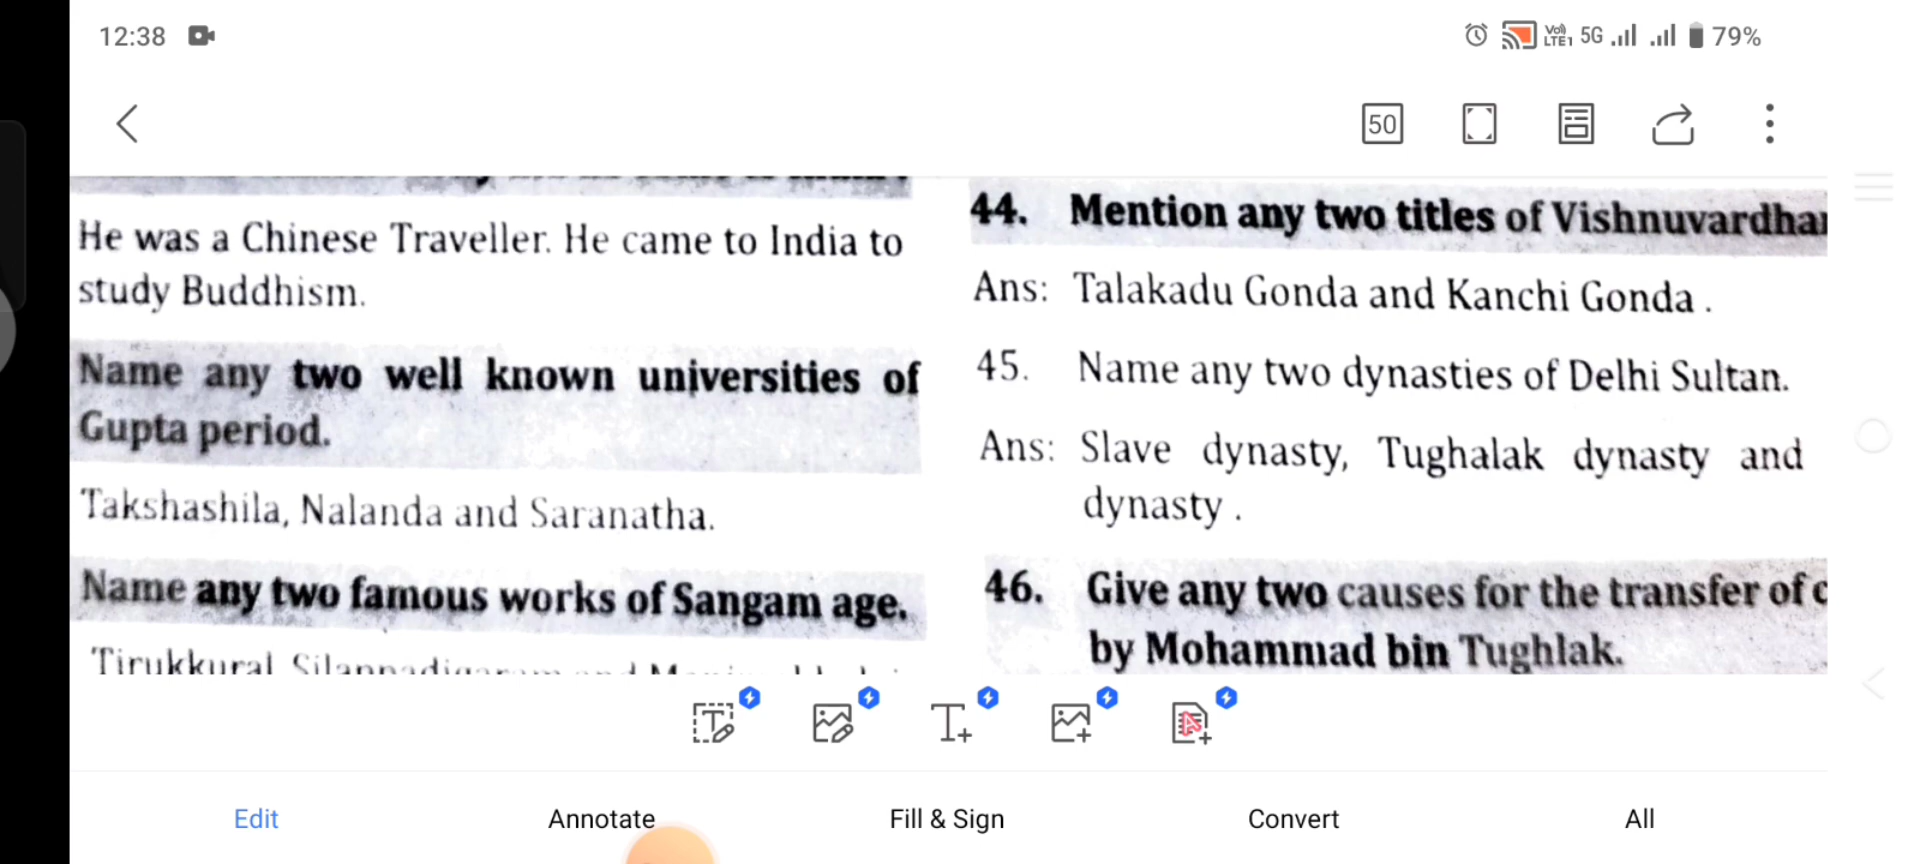 12:38
Vo) LTE1 5G 79%
50
He was a Chinese Traveller. He came to India to
study Buddhism.
Name any two well known universities of
Gupta period.
Takshashila, Nalanda and Saranatha.
Name any two famous works of Sangam age.
Tirukkural
44. Mention any two titles of
Ans: Talakadu Gonda and Kanchi Gonda .
45. Name any two dynasties of Delhi Sultan.
Ans: Slave dynasty, Tughalak dynasty and
dynasty .
46. Give any two causes for the transfer of
by Mohammad bin Tughlak.
Edit Annotate Fill & Sign Convert All